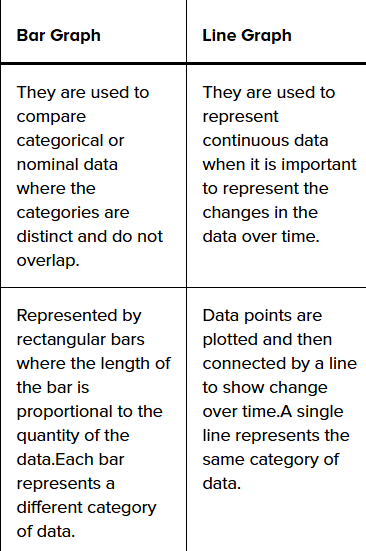 Bar Graph
Line Graph
They are used to
compare
categorical or
nominal data
where the
categories are
distinct and do not
overlap.
They are used to
represent
continuous data
when it is important
to represent the
changes in the
data over time.
Represented by
rectangular bars
where the length of
the bar is
proportional to the
quantity of the
data.Each bar
represents a
different category
of data.
Data points are
plotted and then
connected by a line
to show change
over time.A single
line represents the
same category of
data.